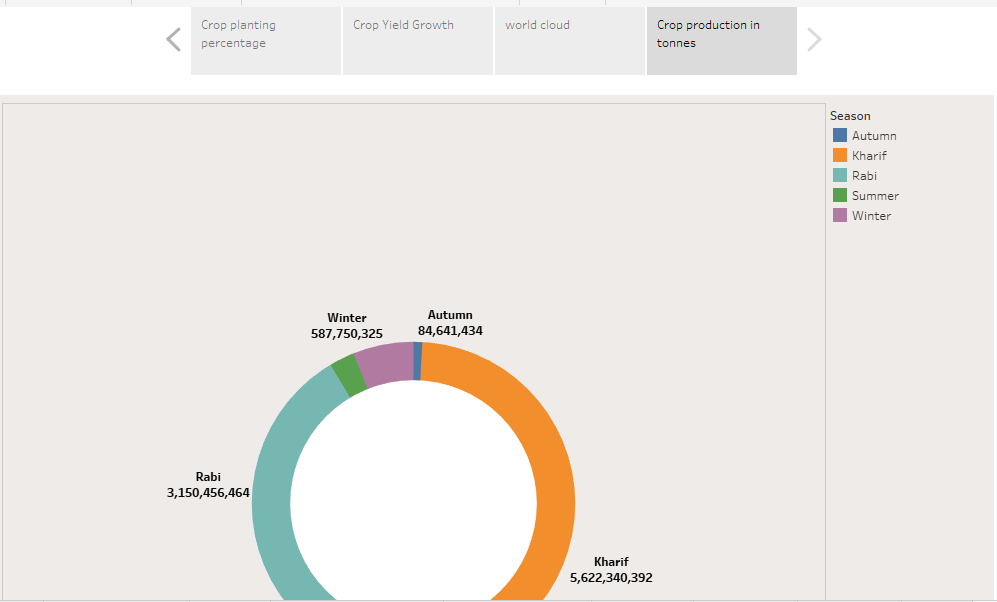 Crop planting
percentage
Crop Yield Growth
world cloud
Crop production in
tonnes
Season
Autumn
Kharif
Rabi
Summer
Winter
Winter
587,750,325
Autumn
84,641,434
Rabi
3,150,456,464
Kharif
5,622,340,392